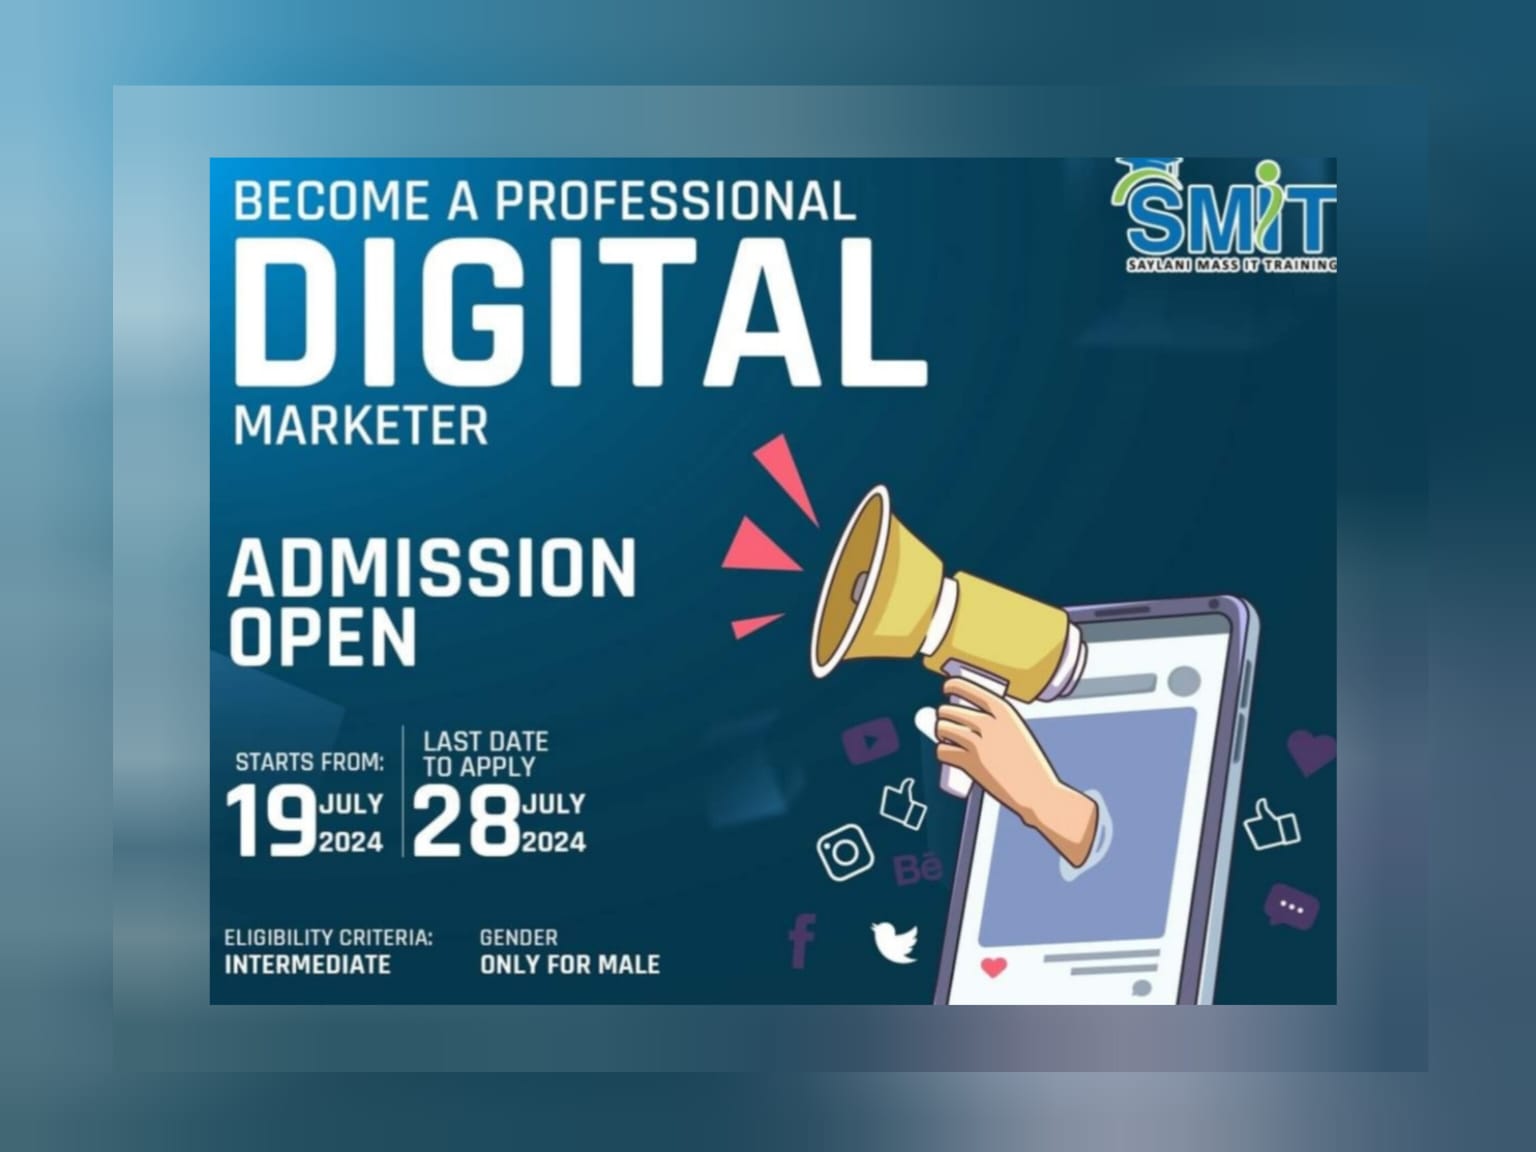 BECOME A PROFESSIONAL
DIGITAL
MARKETER
SMiT
SAYLANI MASS IT TRAINING
ADMISSION
OPEN
STARTS FROM:
19 JULY
2024
LAST DATE
TO APPLY
28 JULY
2024
ELIGIBILITY CRITERIA:
INTERMEDIATE
GENDER
ONLY FOR MALE
Bē
f